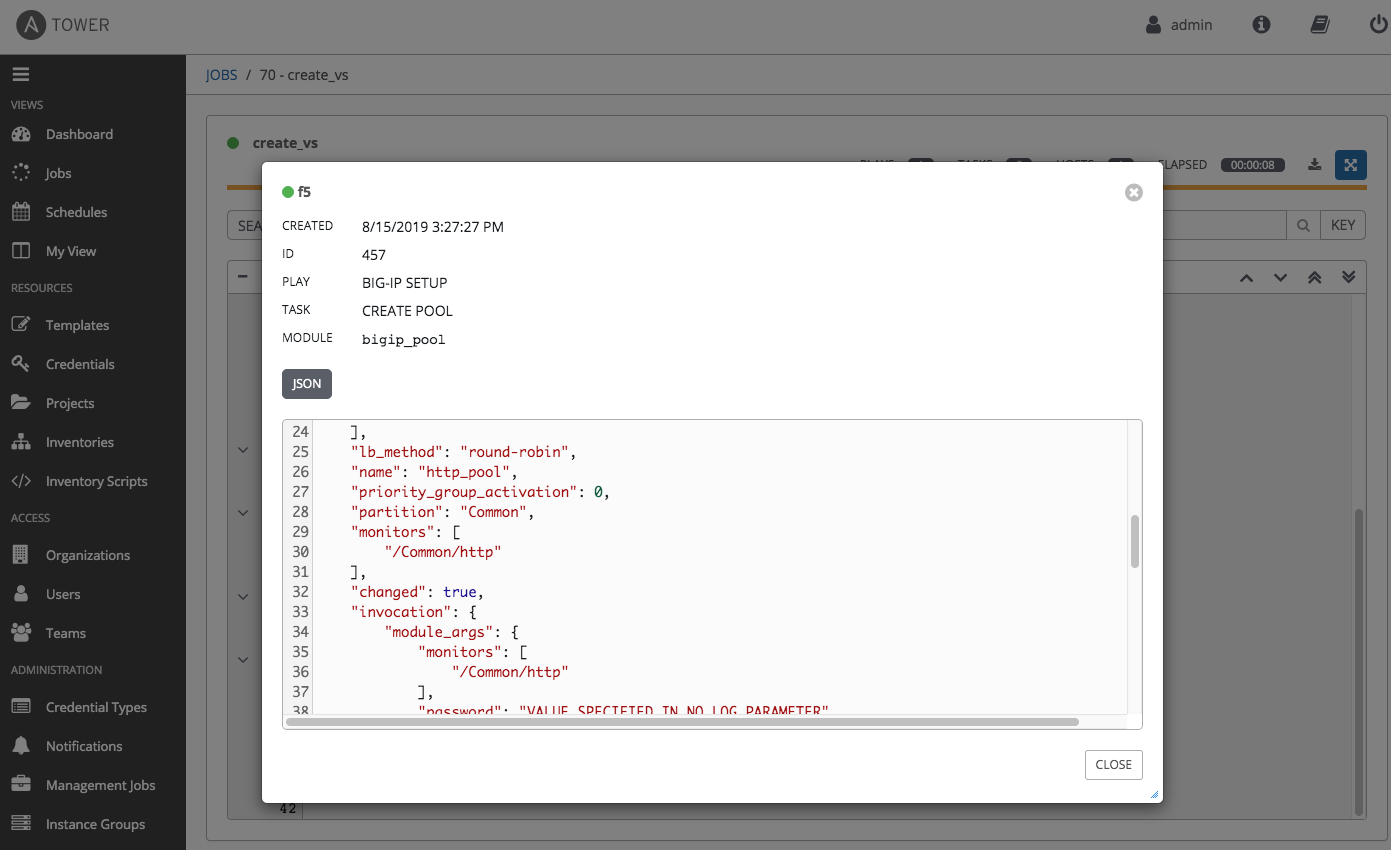 TOWER
admin
JOBS / 70 - create_vs
VIEWS
Dashboard
Jobs
Schedules
My View
RESOURCES
Templates
Credentials
Projects
Inventories
Inventory Scripts
ACCESS
Organizations
Users
Teams
ADMINISTRATION
Credential Types
Notifications
Management Jobs
Instance Groups
create_vs
PLAYS TASKS HOSTS ELAPSED 00:00:08
SEA
KEY
f5
CREATED 8/15/2019 3:27:27 PM
ID 457
PLAY BIG-IP SETUP
TASK CREATE POOL
MODULE bigip_pool
JSON
24 ],
25 "lb_method": "round-robin",
26 "name": "http_pool",
27 "priority_group_activation": 0,
28 "partition": "Common",
29 "monitors": [
30 "/Common/http"
31 ],
32 "changed": true,
33 "invocation": {
34 "module_args": {
35 "monitors": [
36 "/Common/http"
37 ],
38 "password": "VALUE_SPECIFIED_IN_NO_LOG_PARAMETER"
CLOSE
42